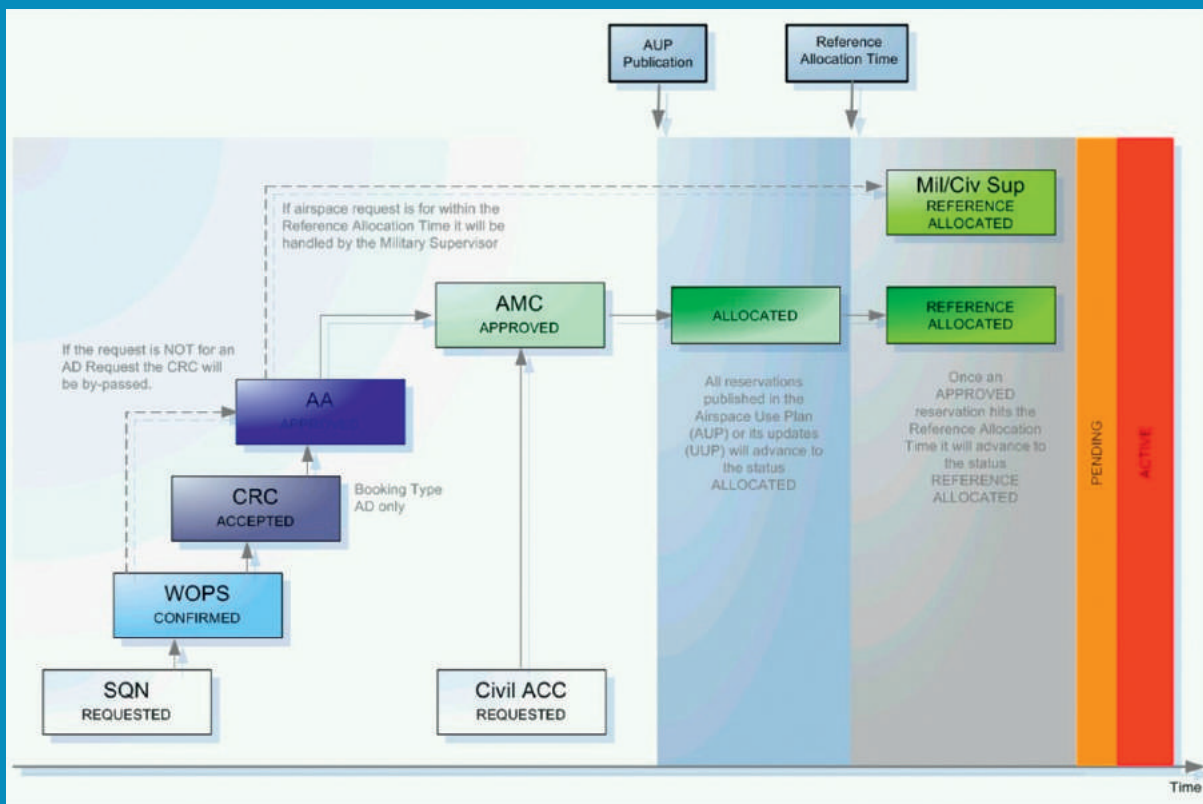 AUP
Publication
Reference
Allocation Time
Mil/Civ Sup
REFERENCE
ALLOCATED
If airspace request is for within the
Reference Allocation Time it will be
handled by the Military Supervisor
AMC
APPROVED
ALLOCATED
REFERENCE
ALLOCATED
If the request is NOT for an
AD Request the CRC will
be by-passed.
AA
APPROVED
All reservations
published in the
Airspace Use Plan
(AUP) or its updates
(UUP) will advance to
the status
ALLOCATED
Once an
APPROVED
reservation hits the
Reference Allocation
Time it will advance to
the status
REFERENCE
ALLOCATED
PENDING
ACTIVE
CRC
ACCEPTED
Booking Type
AD only
WOPS
CONFIRMED
SQN
REQUESTED
Civil ACC
REQUESTED
Time